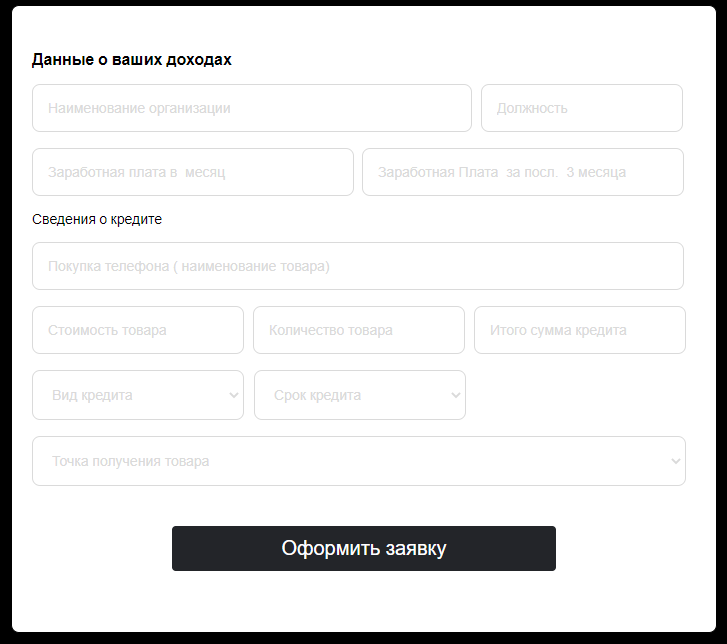 Данные о ваших доходах
Наименование организации Должность
Заработная плата в  месяц Заработная Плата  за посл.  3 месяца
Сведения о кредите
Покупка телефона ( наименование товара)
Стоимость товара Количество товара Итого сумма кредита
Вид кредита Срок кредита
Точка получения товара
Оформить заявку